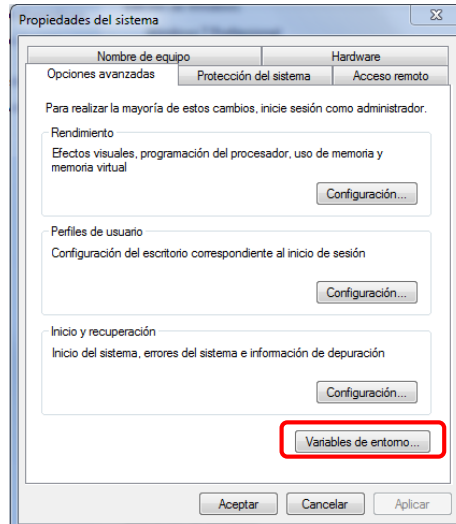 Propiedades del sistema
Nombre de equipo
Hardware
Opciones avanzadas
Protección del sistema
Acceso remoto
Para realizar la mayoría de estos cambios, inicie sesión como administrador.
Rendimiento
Efectos visuales, programación del procesador, uso de memoria y
memoria virtual
Configuración...
Perfiles de usuario
Configuración del escritorio correspondiente al inicio de sesión
Configuración...
Inicio y recuperación
Inicio del sistema, errores del sistema e información de depuración
Configuración...
Variables de entorno...
Aceptar
Cancelar
Aplicar